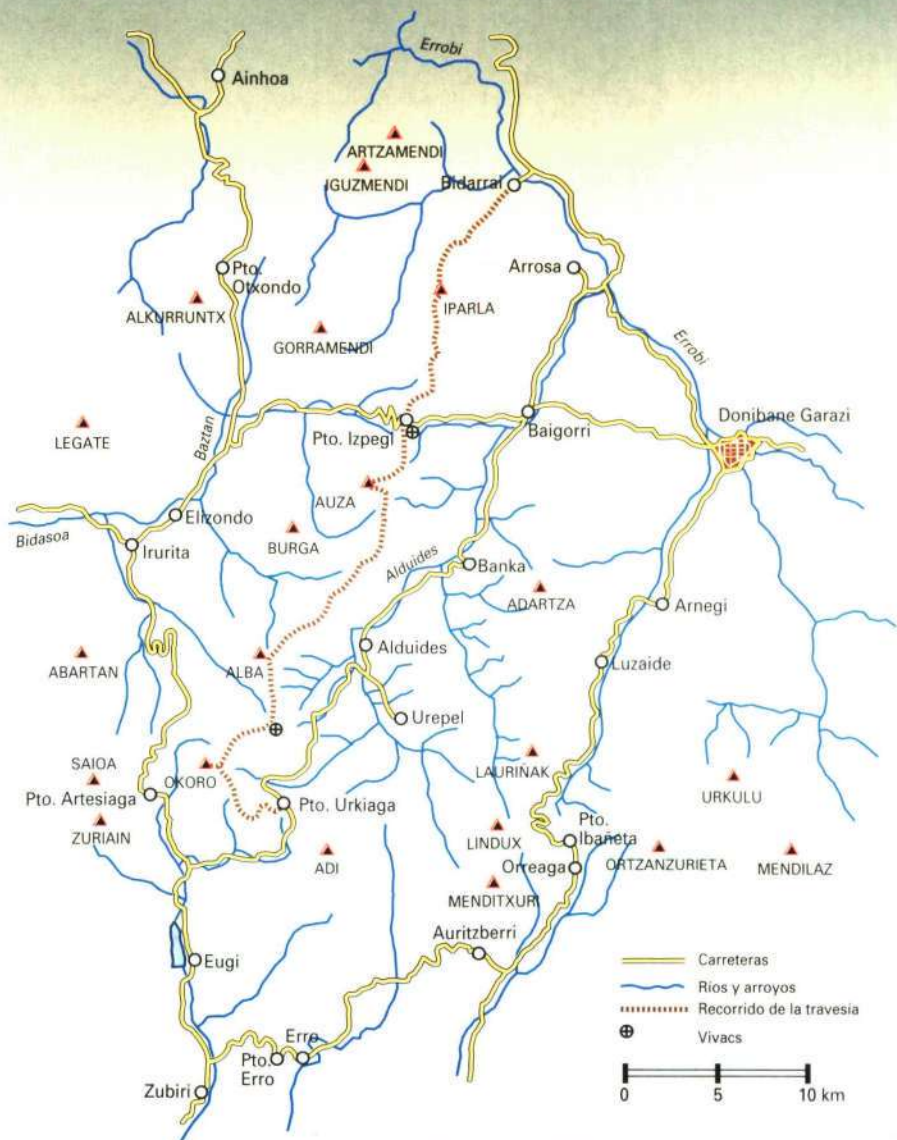 Errobi
Ainhoa
ARTZAMENDI
IGUZMENDI
Bidarrai
Pto.
Otxondo
Arrosa
ALKURRUNTX
IPARLA
GORRAMENDI
Errobi
Baztan
LEGATE
Pto. Izpegi
Baigorri
Donibane Garazi
AUZA
Elizondo
Bidasoa
Irurita
BURGA
Alduides
Banka
ADARTZA
Arnegi
ABARTAN
ALBA
Alduides
Luzaide
Urepel
SAIOA
OKORO
LAURIÑAK
URKULU
Pto. Artesiaga
Pto. Urkiaga
ZURIAIN
LINDUX
Pto.
Ibañeta
ADI
Orreaga
ORTZANZURIETA
MENDILAZ
MENDITXURI
Auritzberri
Eugi
Carreteras
Ríos y arroyos
Recorrido de la travesía
Vivacs
Erro
Pto.
Erro
Zubiri
0 5 10 km